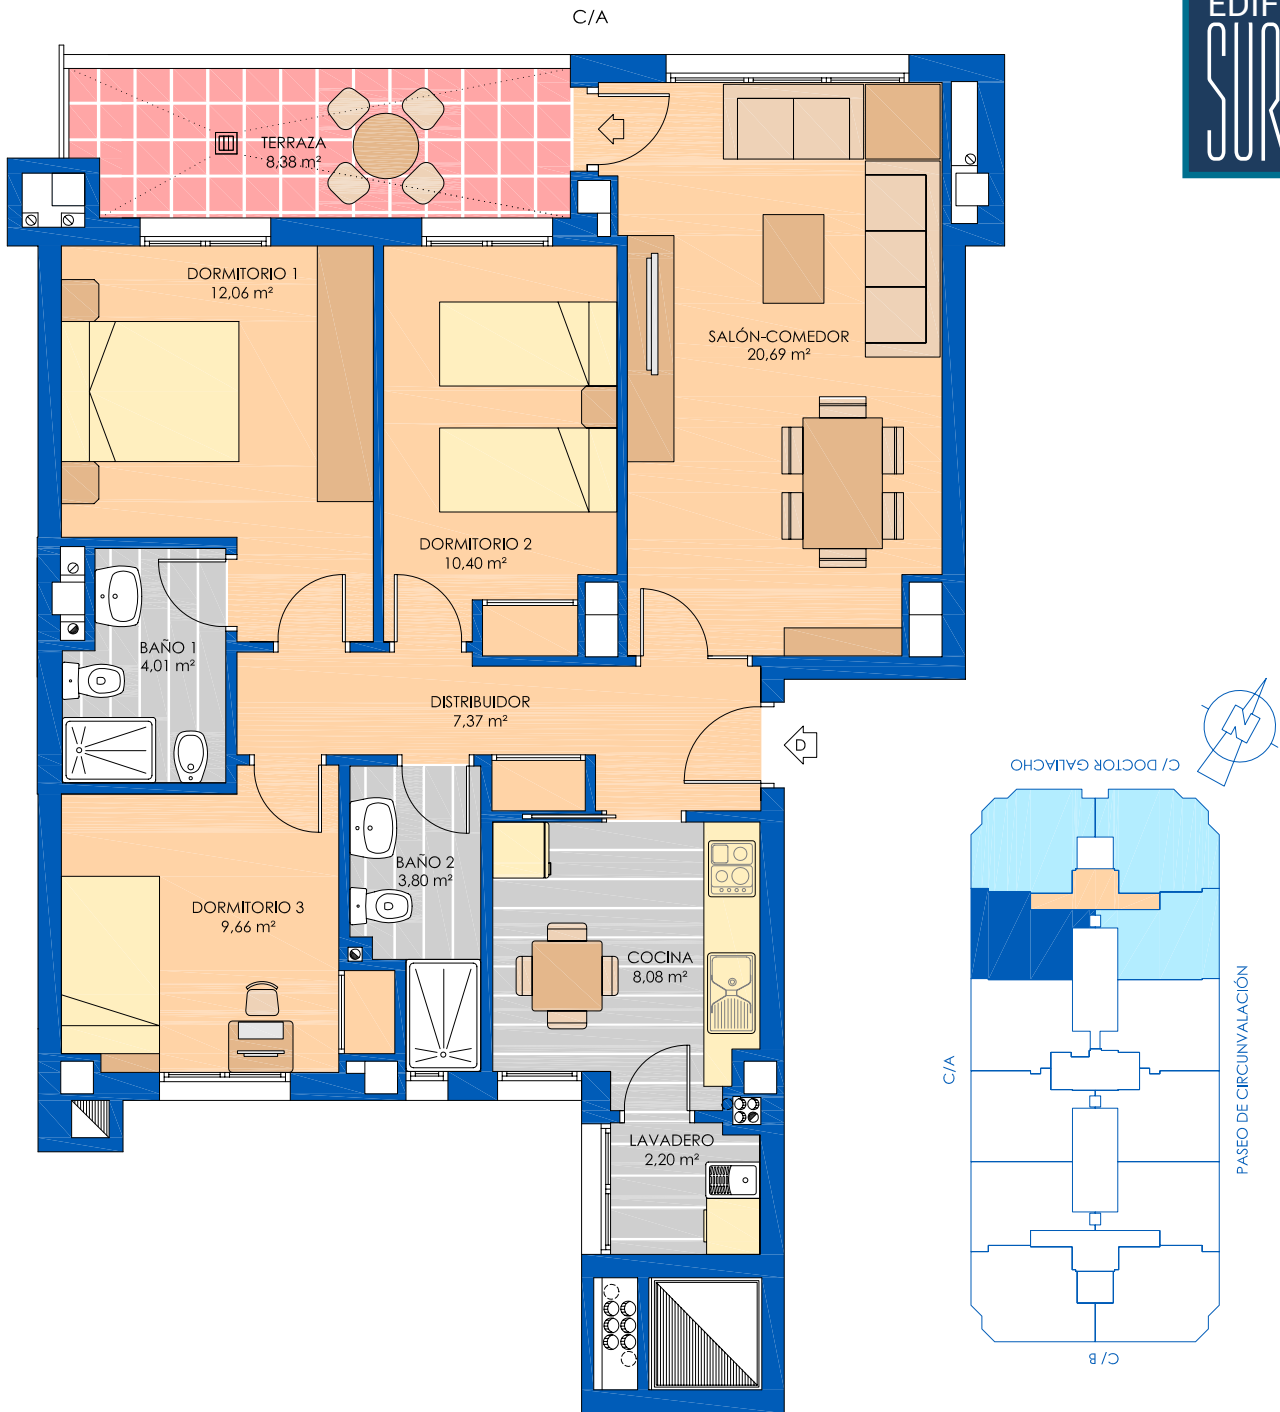 C/A
EDIF
SUR
TERRAZA
8,38 m²
DORMITORIO 1
12,06 m²
SALÓN-COMEDOR
20,69 m²
DORMITORIO 2
10,40 m²
BAÑO 1
4,01 m²
DISTRIBUIDOR
7,37 m²
D
N
C/ DOCTOR GALIACHO
BAÑO 2
3,80 m²
DORMITORIO 3
9,66 m²
COCINA
8,08 m²
C/A
PASEO DE CIRCUNVALACIÓN
LAVADERO
2,20 m²
C/B